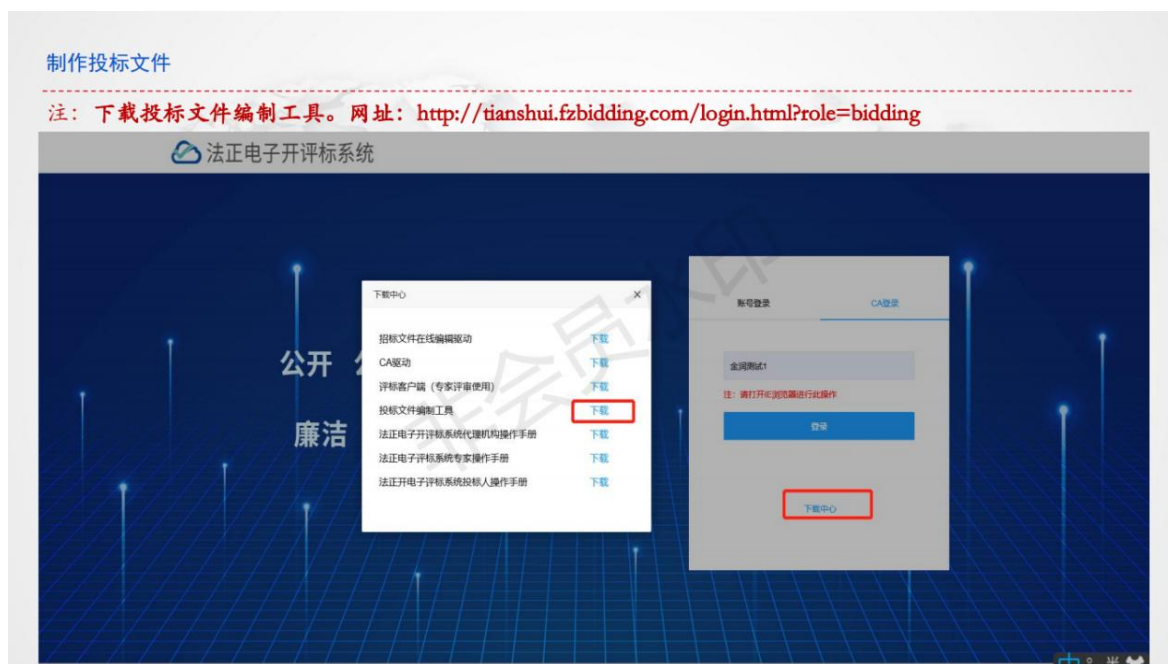 制作投标文件
注：下载投标文件编制工具。网址：http://tianshui.fzbidding.com/login.html?role=bidding
法正电子开评标系统
公开
廉洁
下载中心 X
招标文件在线编辑驱动 下载
CA驱动 下载
评标客户端（专家评审使用） 下载
投标文件编制工具 下载
法正电子开评标系统代理机构操作手册 下载
法正电子评标系统专家操作手册 下载
法正开电子评标系统投标人操作手册 下载
账号登录 CA登录
金润测试1
注：请打开IE浏览器进行此操作
登录
下载中心
非会员水印
中